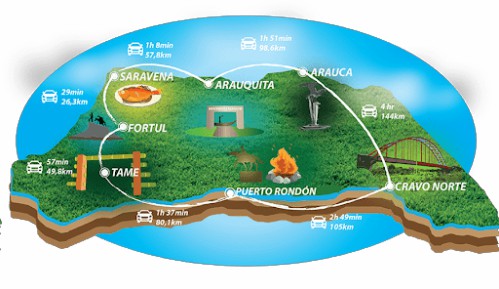 1h 8min
57,8km
1h 51min
98,6km
SARAVENA
ARAUQUITA
ARAUCA
29min
26,3km
4 hr
144km
FORTUL
57min
49,8km
TAME
PUERTO RONDÓN
CRAVO NORTE
1h 37min
80,1km
2h 49min
105km